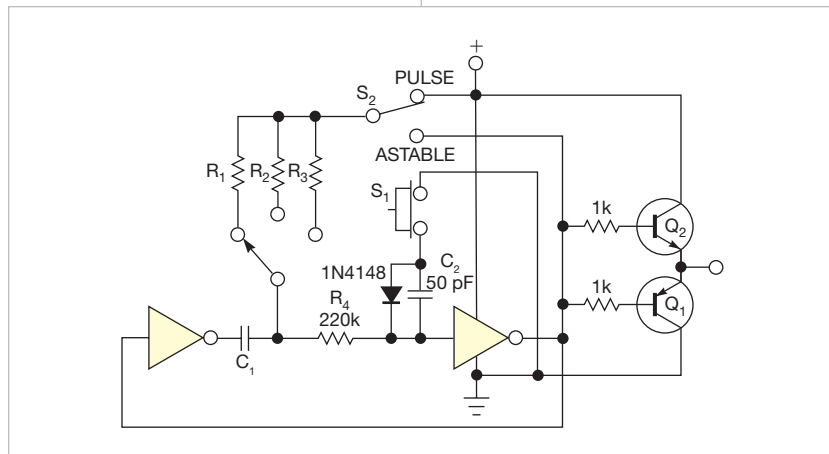 +
PULSE
S₂
ASTABLE
R₁ R₂ R₃
S₁
1k
Q₂
1N4148
C₂
50 pF
R₄
220k
1k
Q₁
C₁